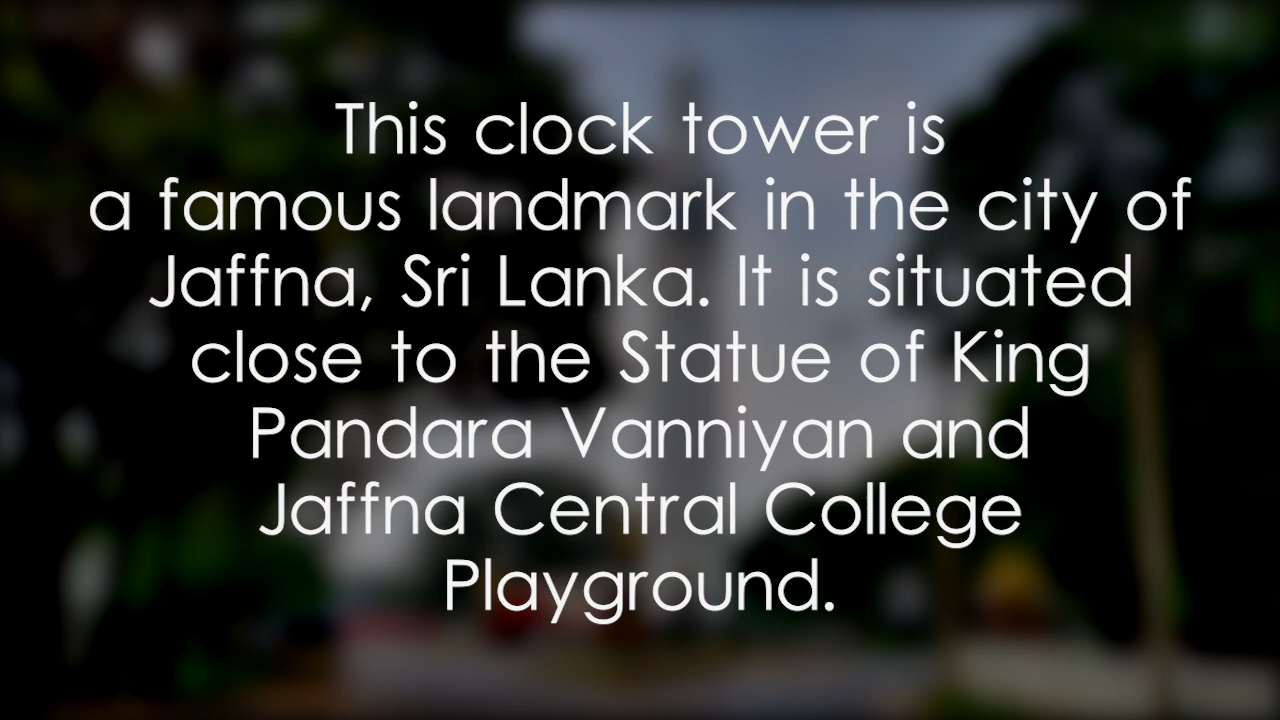 This clock tower is
a famous landmark in the city of
Jaffna, Sri Lanka. It is situated
close to the Statue of King
Pandara Vanniyan and
Jaffna Central College
Playground.